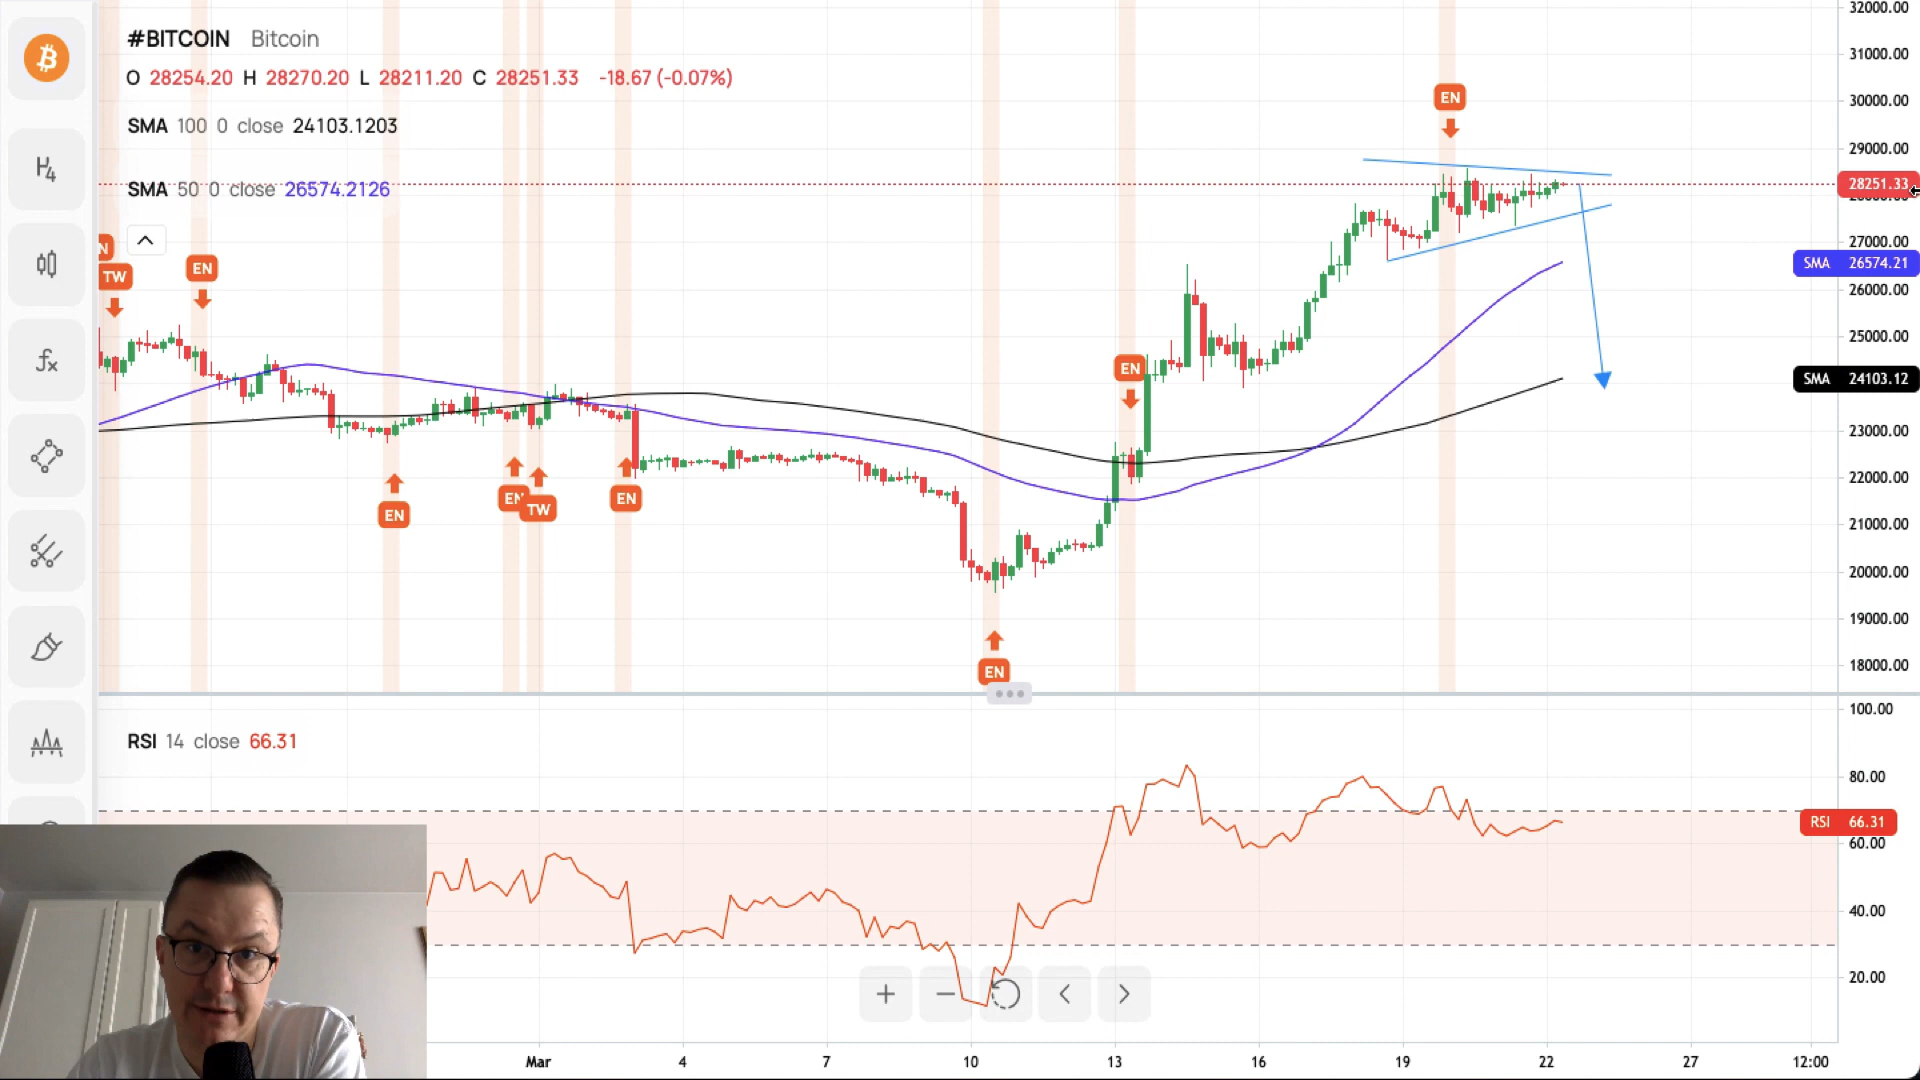 #BITCOIN Bitcoin
O 28254.20 H 28270.20 L 28211.20 C 28251.33 -18.67 (-0.07%)
SMA 100 0 close 24103.1203
SMA 50 0 close 26574.2126
H4
fx
N
TW
EN
EN
EN
TW
EN
EN
EN
EN
32000.00
31000.00
30000.00
29000.00
28251.33
27000.00
SMA 26574.21
26000.00
25000.00
SMA 24103.12
23000.00
22000.00
21000.00
20000.00
19000.00
18000.00
RSI 14 close 66.31
100.00
80.00
RSI 66.31
60.00
40.00
20.00
Mar 4 7 10 13 16 19 22 27 12:00